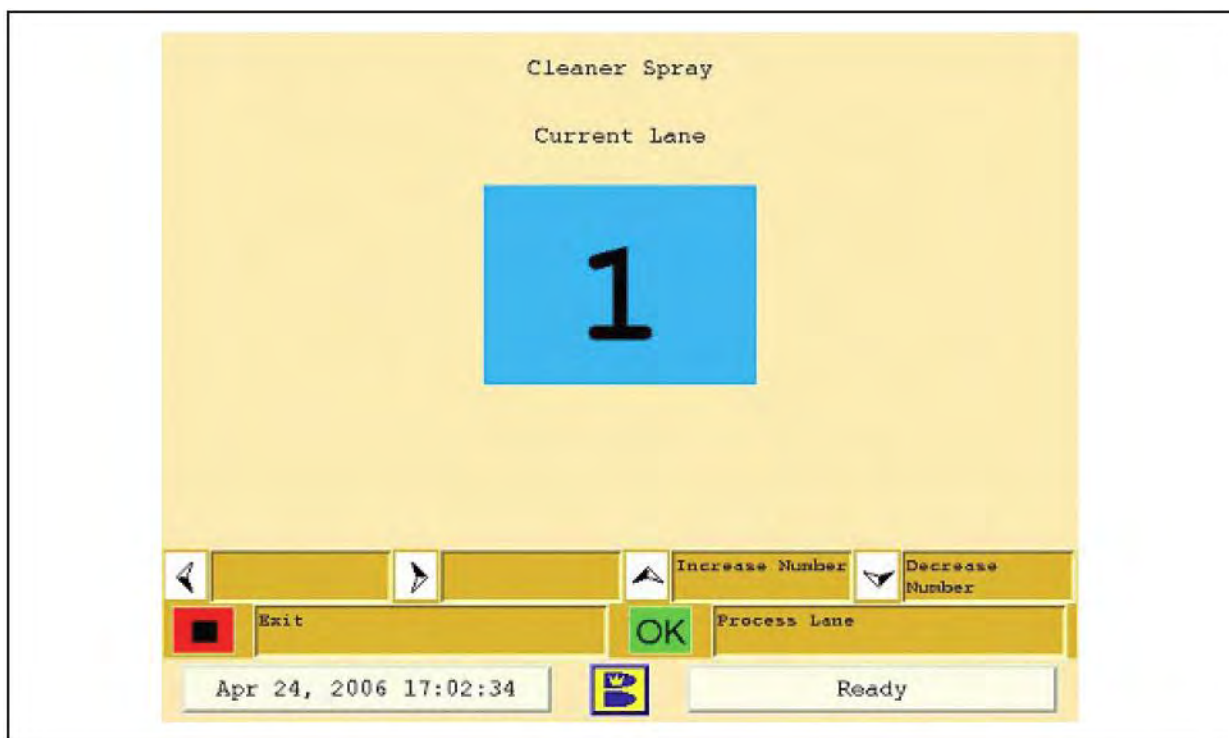 Cleaner Spray
Current Lane
1
Increase Number
Decrease
Number
Exit
OK
Process Lane
Apr 24, 2006 17:02:34
Ready